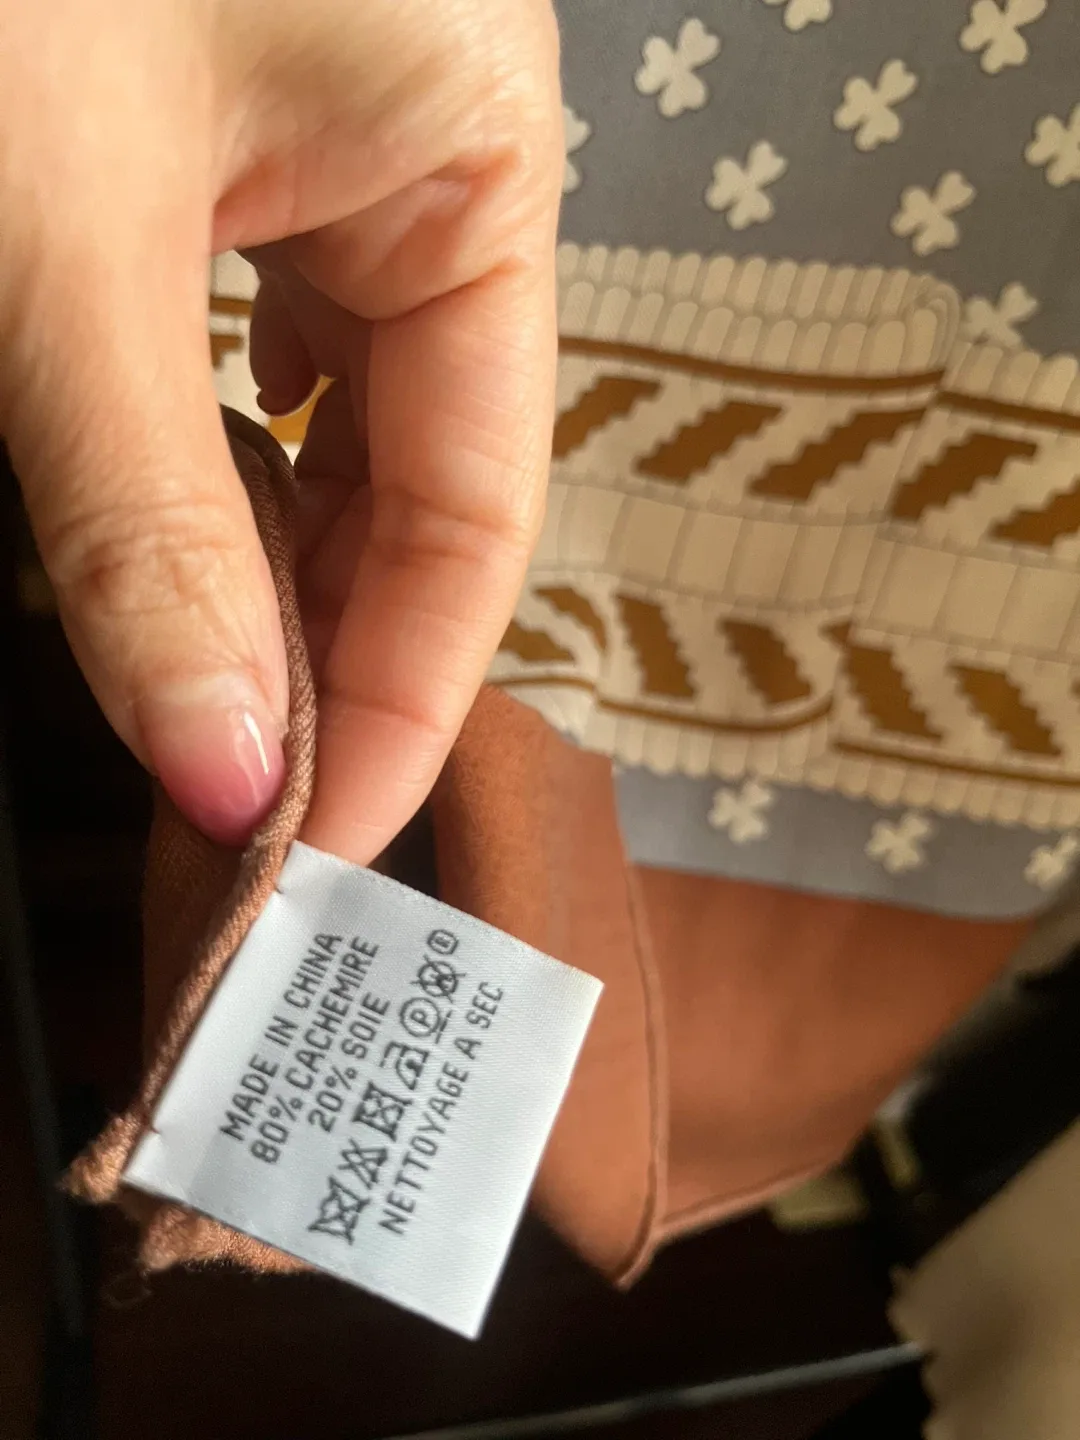 MADE IN CHINA
80% CACHEMIRE
20% SOIE
P W ®
NETTOYAGE A SEC